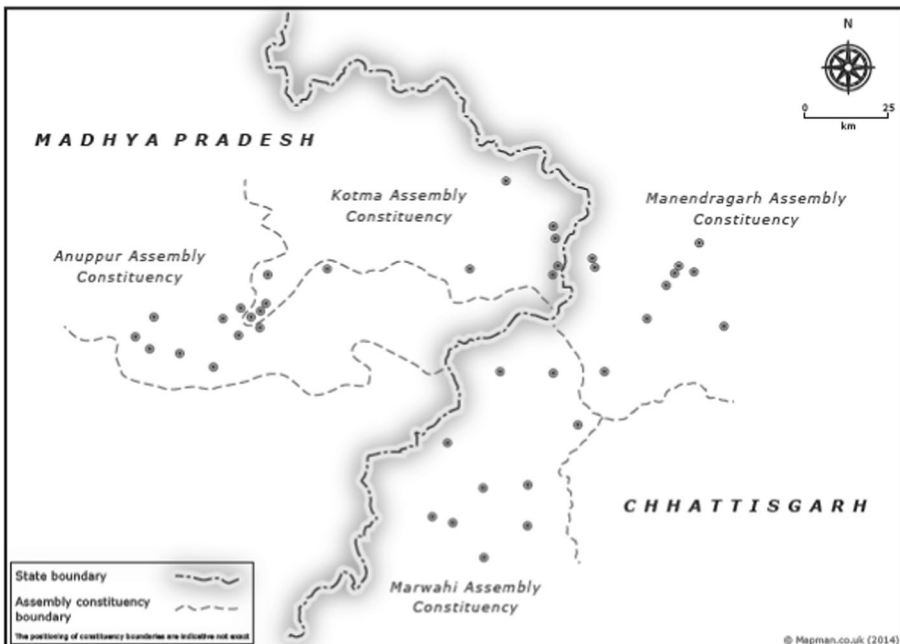 N
0 25
km
MADHYA PRADESH
Kotma Assembly
Constituency
Manendragarh Assembly
Constituency
Anuppur Assembly
Constituency
CHHATTISGARH
Marwahi Assembly
Constituency
State boundary
Assembly constituency
boundary
The positioning of constituency boundaries are indicative not exact
© Mapman.co.uk (2014)